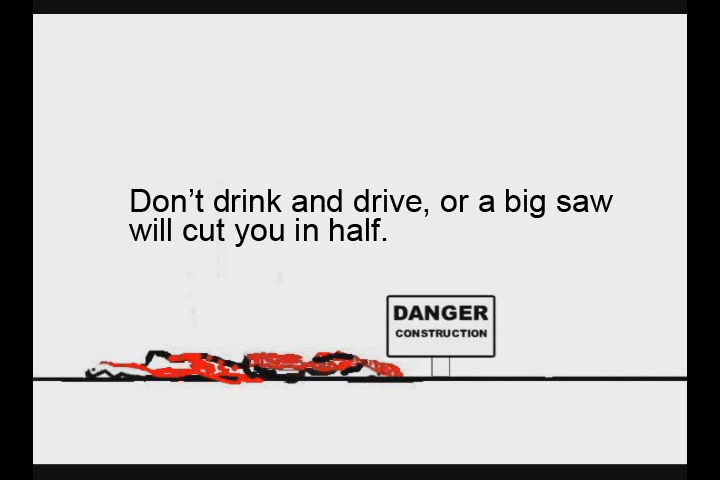 Don't drink and drive, or a big saw
will cut you in half.
DANGER
CONSTRUCTION